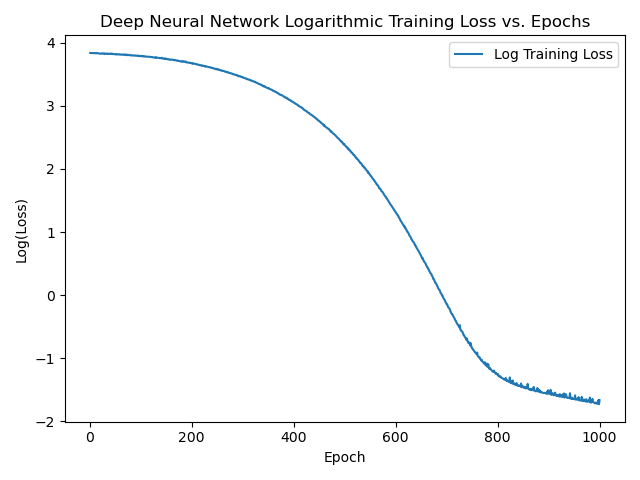 Deep Neural Network Logarithmic Training Loss vs. Epochs
Log Training Loss
4
3
2
1
0
−1
−2
Log(Loss)
0 200 400 600 800 1000
Epoch